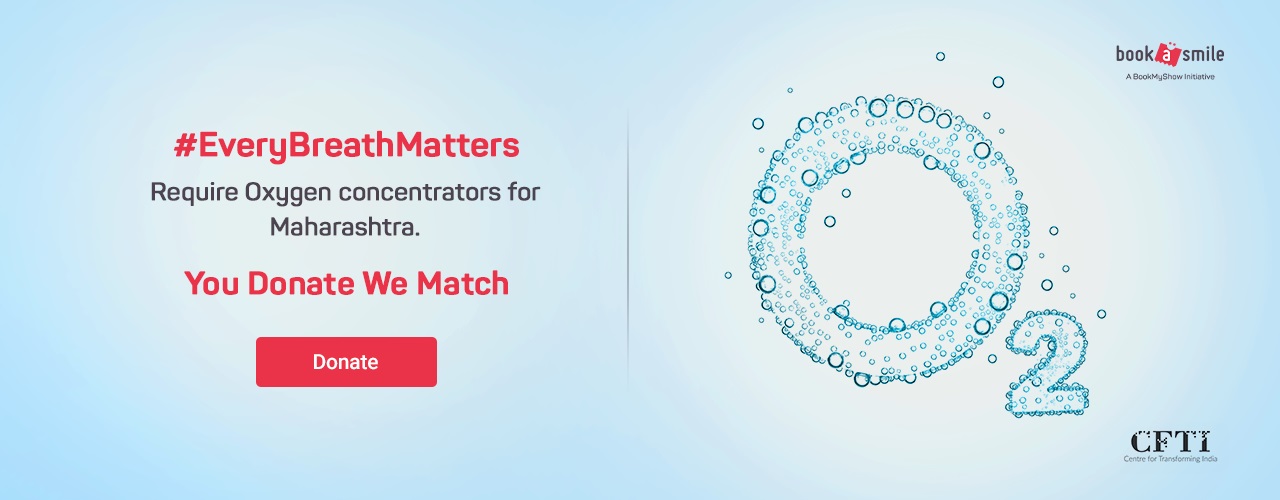 #EveryBreathMatters
Require Oxygen concentrators for
Maharashtra.
You Donate We Match
Donate
book a smile
A BookMyShow Initiative
O2
CFTI
Centre for Transforming India